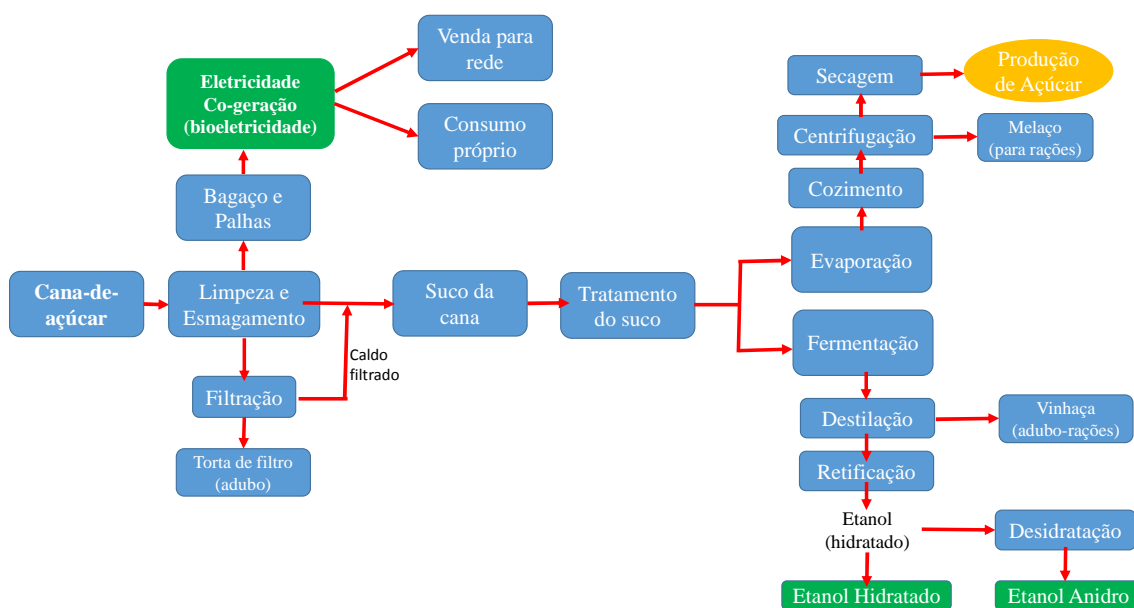 Venda para
rede
Eletricidade
Co-geração
(bioeletricidade)
Consumo
próprio
Bagaço e
Palhas
Cana-de-
açúcar
Limpeza e
Esmagamento
Caldo
filtrado
Filtração
Torta de filtro
(adubo)
Suco da
cana
Tratamento
do suco
Secagem
Produção
de Açúcar
Centrifugação
Melaço
(para rações)
Cozimento
Evaporação
Fermentação
Destilação
Vinhaça
(adubo-rações)
Retificação
Etanol
(hidratado)
Desidratação
Etanol Hidratado
Etanol Anidro